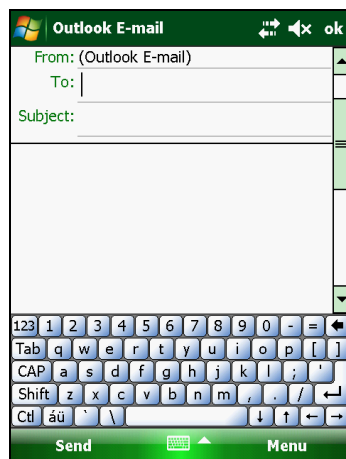 Outlook E-mail ok
From: (Outlook E-mail)
To:
Subject:
123 1 2 3 4 5 6 7 8 9 0 - =
Tab q w e r t y u i o p [ ]
CAP a s d f g h j k l ; '
Shift z x c v b n m , . /
Ctl áü ` \
Send Menu